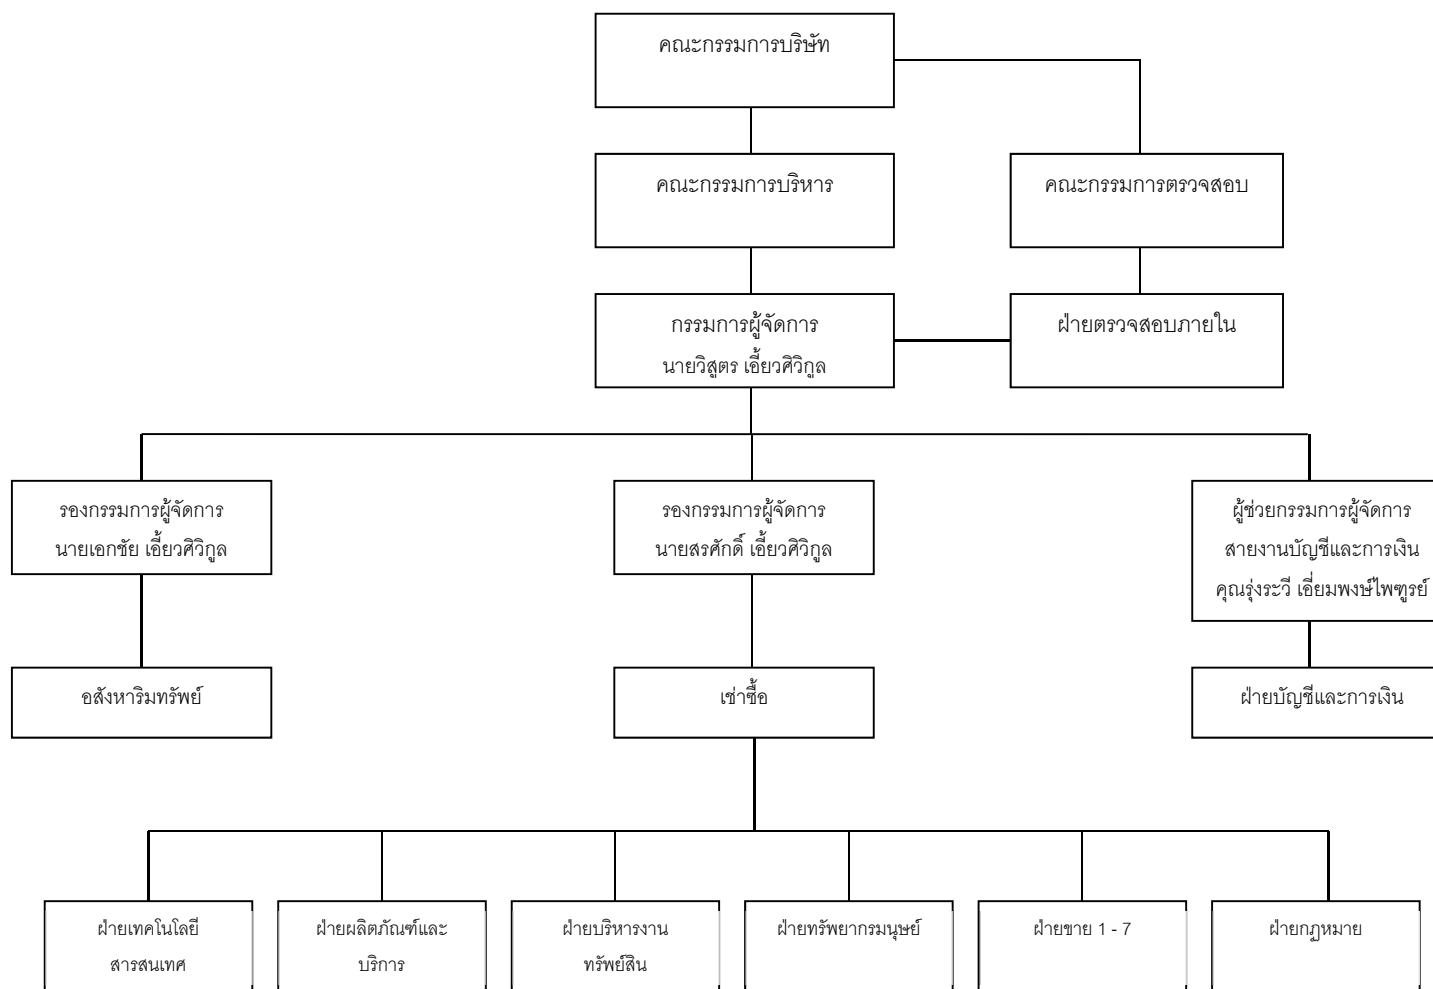 คณะกรรมการบริษัท
คณะกรรมการบริหาร
คณะกรรมการตรวจสอบ
กรรมการผู้จัดการ
นายวิสูตร เอี้ยวศิวิกูล
ฝ่ายตรวจสอบภายใน
รองกรรมการผู้จัดการ
นายเอกชัย เอี้ยวศิวิกูล
รองกรรมการผู้จัดการ
นายสรศักดิ์ เอี้ยวศิวิกูล
ผู้ช่วยกรรมการผู้จัดการ
สายงานบัญชีและการเงิน
คุณรุ่งระวี เอี่ยมพงษ์ไพฑูรย์
อสังหาริมทรัพย์
เช่าซื้อ
ฝ่ายบัญชีและการเงิน
ฝ่ายเทคโนโลยี
สารสนเทศ
ฝ่ายผลิตภัณฑ์และ
บริการ
ฝ่ายบริหารงาน
ทรัพย์สิน
ฝ่ายทรัพยากรมนุษย์
ฝ่ายขาย 1 - 7
ฝ่ายกฎหมาย